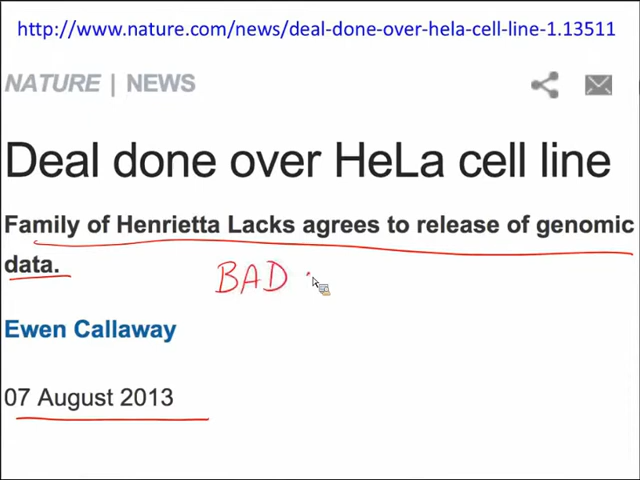 http://www.nature.com/news/deal-done-over-hela-cell-line-1.13511
NATURE | NEWS
Deal done over HeLa cell line
Family of Henrietta Lacks agrees to release of genomic
data.
BAD
Ewen Callaway
07 August 2013